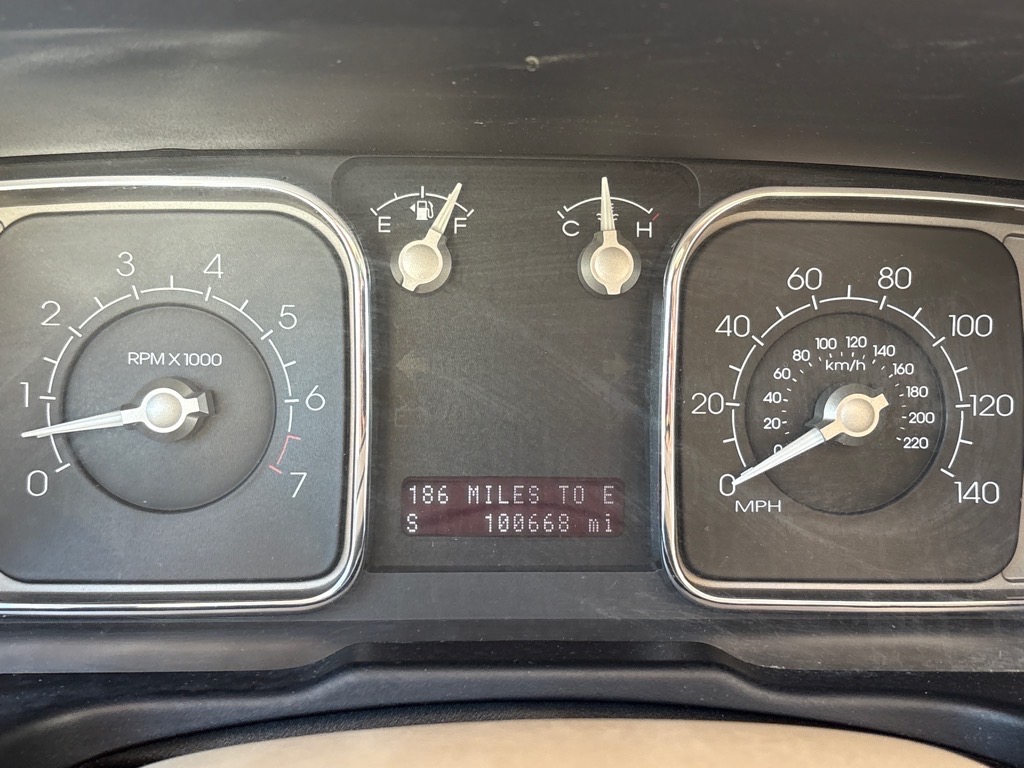 E F
C H
0 1 2 3 4 5 6 7
RPM X 1000
0 20 40 60 80 100 120 140
MPH
20 40 60 80 100 120 140 160 180 200 220
km/h
186 MILES TO E
S 100668 mi